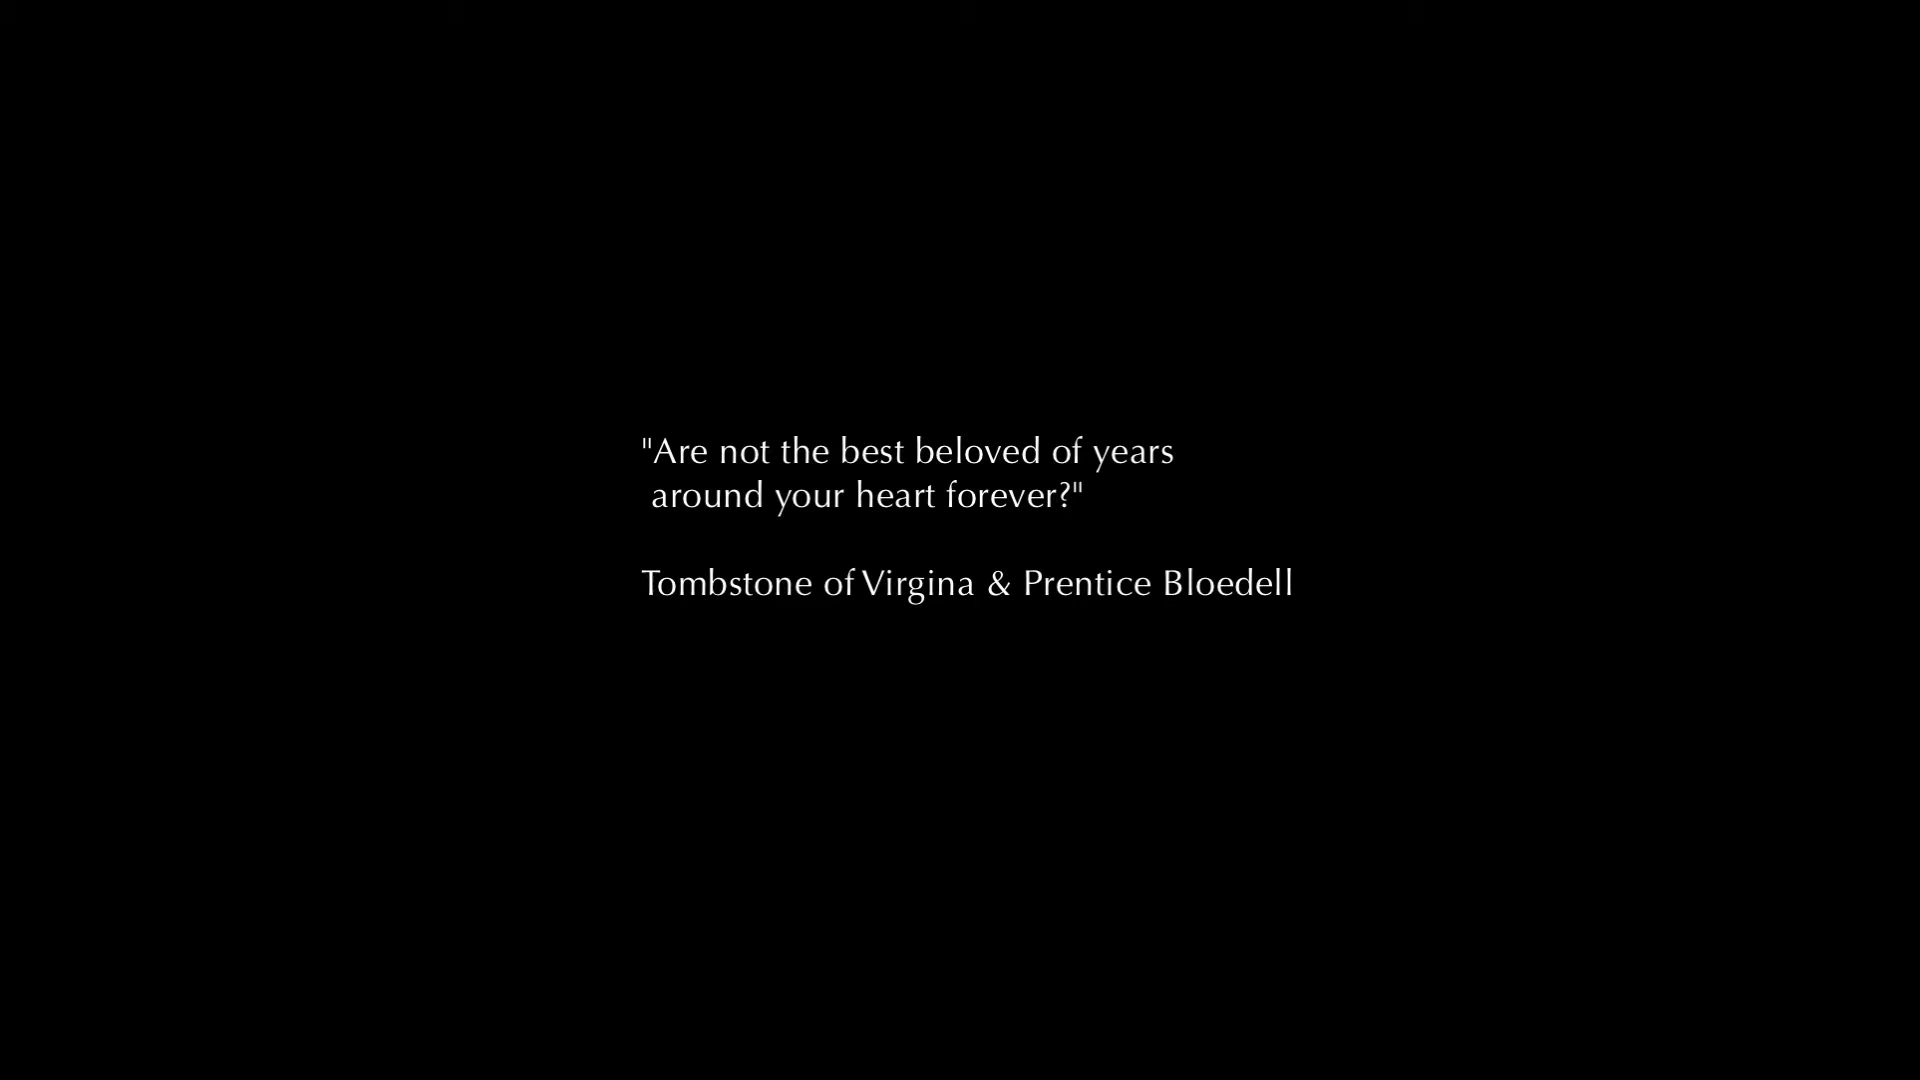 "Are not the best beloved of years
around your heart forever?"
Tombstone of Virgina & Prentice Bloedell